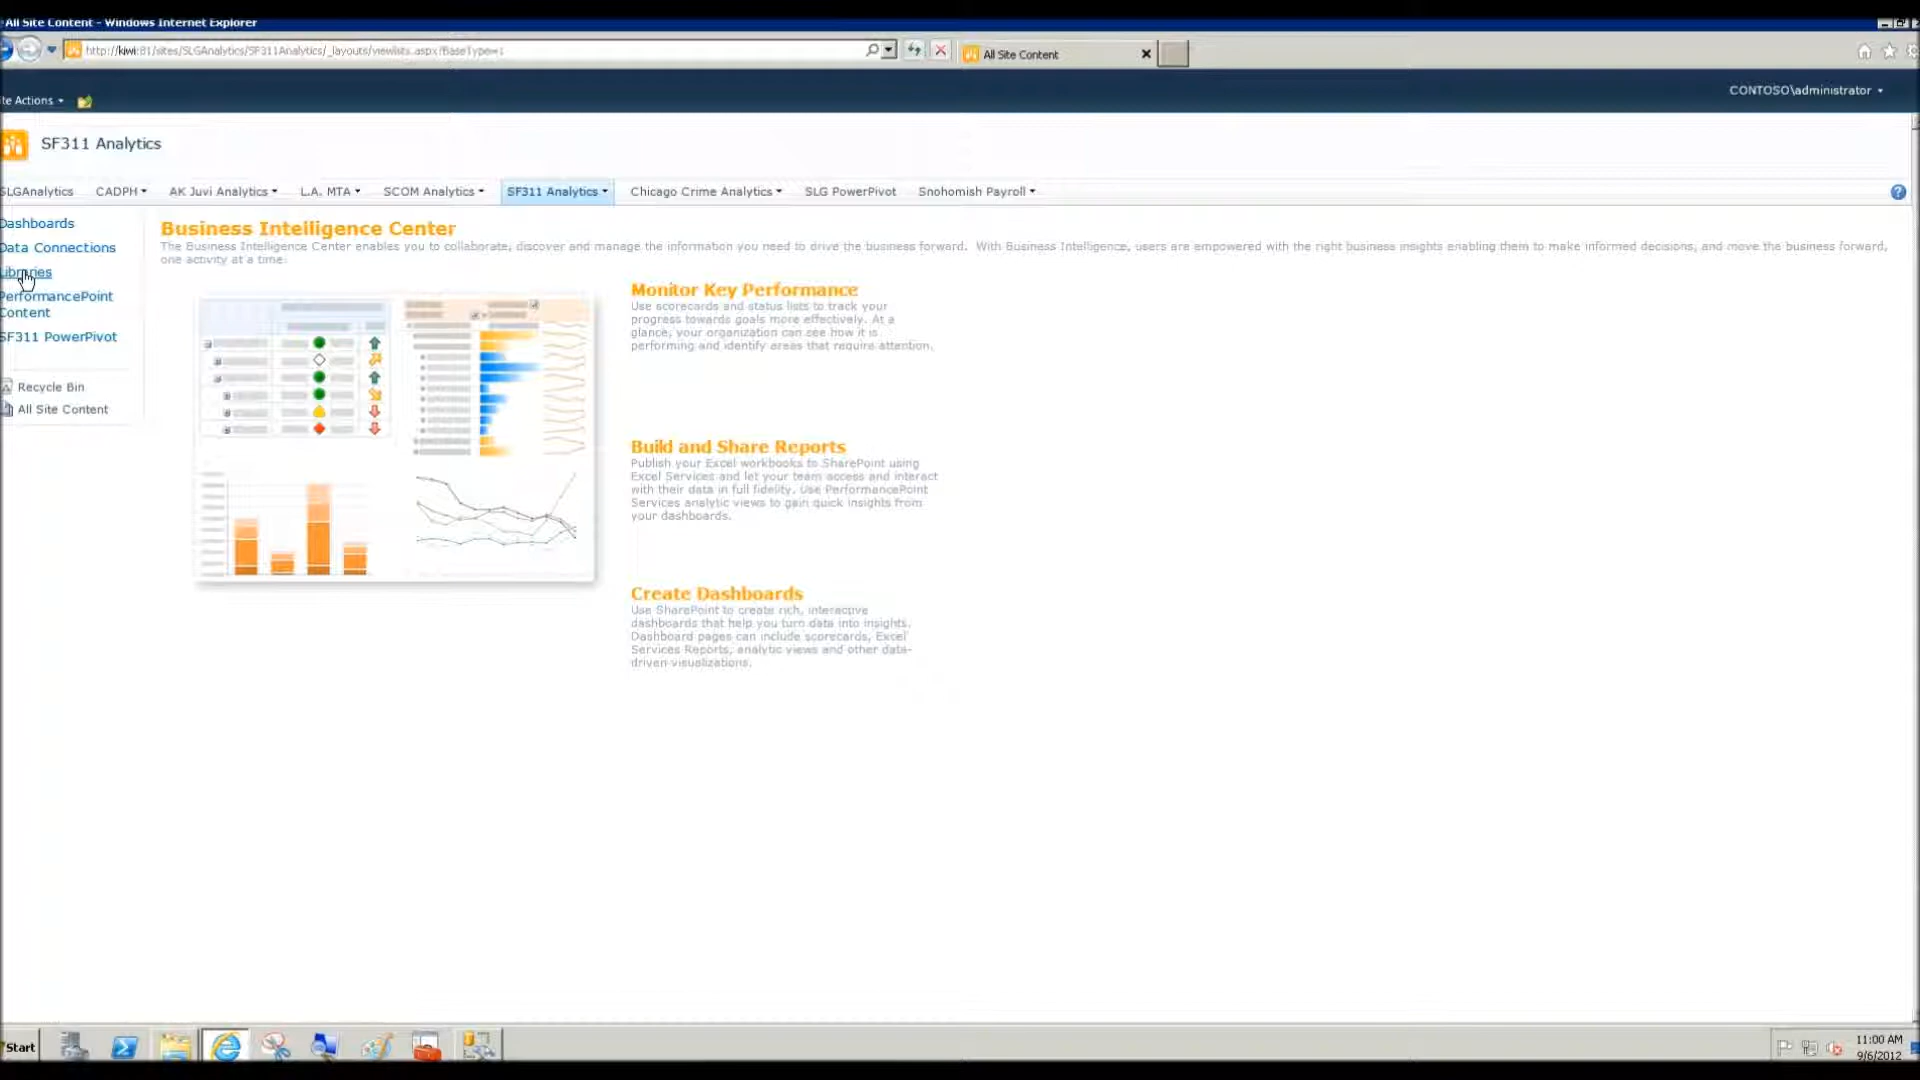 All Site Content - Windows Internet Explorer
http://kiwi:81/sites/SLGAnalytics/SF311Analytics/_layouts/viewlists.aspx?BaseType=1
All Site Content
te Actions
CONTOSO\administrator
SF311 Analytics
SLGAnalytics CADPH AK Juvi Analytics L.A. MTA SCOM Analytics SF311 Analytics Chicago Crime Analytics SLG PowerPivot Snohomish Payroll
Dashboards
Data Connections
Libraries
PerformancePoint
Content
SF311 PowerPivot
Recycle Bin
All Site Content
Business Intelligence Center
The Business Intelligence Center enables you to collaborate, discover and manage the information you need to drive the business forward. With Business Intelligence, users are empowered with the right business insights enabling them to make informed decisions, and move the business forward,
one activity at a time.
Monitor Key Performance
Use scorecards and status lists to track your
progress towards goals more effectively. At a
glance, your organization can see how it is
performing and identify areas that require attention.
Build and Share Reports
Publish your Excel workbooks to SharePoint using
Excel Services and let your team access and interact
with their data in full fidelity. Use PerformancePoint
Services analytic views to gain quick insights from
your dashboards.
Create Dashboards
Use SharePoint to create rich, interactive
dashboards that help you turn data into insights.
Dashboard pages can include scorecards, Excel
Services Reports, analytic views and other data-
driven visualizations.
Start
11:00 AM
9/6/2012